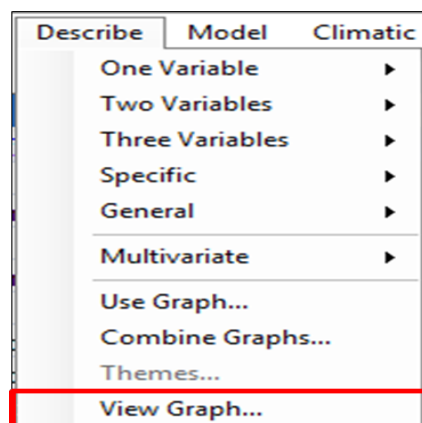 Describe Model Climatic
One Variable
Two Variables
Three Variables
Specific
General
Multivariate
Use Graph...
Combine Graphs...
Themes...
View Graph...